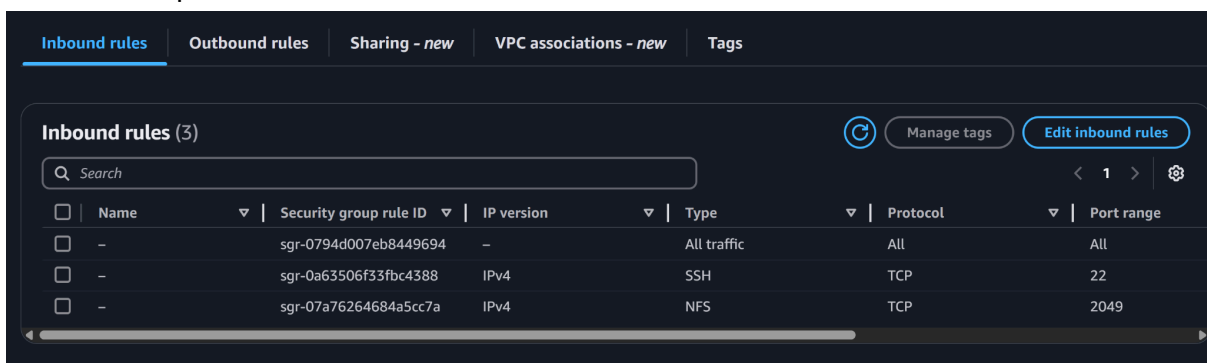 Inbound rules Outbound rules Sharing - new VPC associations - new Tags
Inbound rules (3) Manage tags Edit inbound rules
Search 1
Name Security group rule ID IP version Type Protocol Port range
– sgr-0794d007eb8449694 – All traffic All All
– sgr-0a63506f33fbc4388 IPv4 SSH TCP 22
– sgr-07a76264684a5cc7a IPv4 NFS TCP 2049